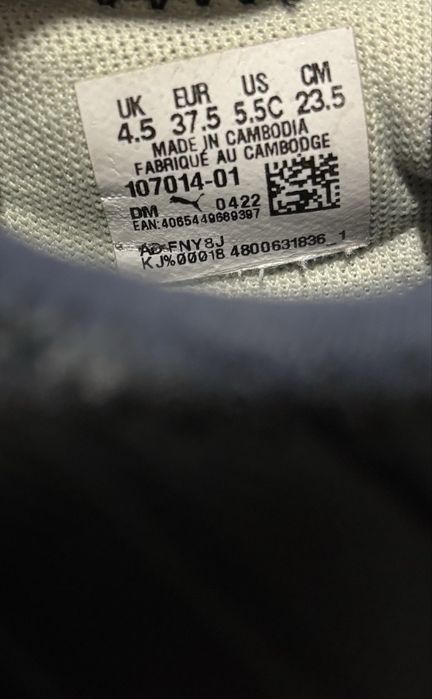 UK EUR US CM
4.5 37.5 5.5C 23.5
MADE IN CAMBODIA
FABRIQUÉ AU CAMBODGE
107014-01
DM 0422
EAN:4065449689397
FNY8J
KJ%00018 4800631836_1